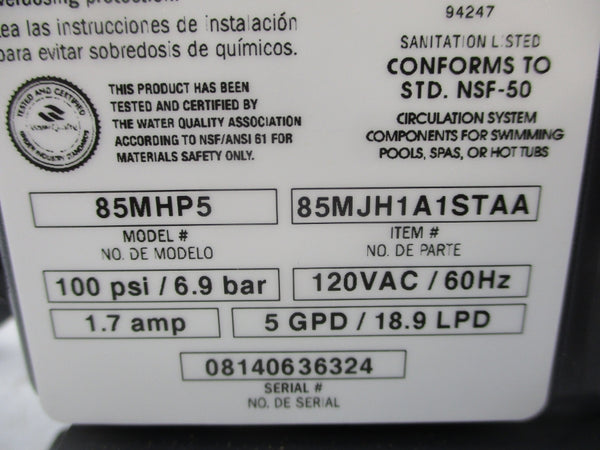 94247
Lea las instrucciones de instalación
para evitar sobredosis de químicos.
SANITATION LISTED
CONFORMS TO
STD. NSF-50
CIRCULATION SYSTEM
COMPONENTS FOR SWIMMING
POOLS, SPAS, OR HOT TUBS
TESTED AND CERTIFIED
THIS PRODUCT HAS BEEN
TESTED AND CERTIFIED BY
THE WATER QUALITY ASSOCIATION
ACCORDING TO NSF/ANSI 61 FOR
MATERIALS SAFETY ONLY.
85MHP5
MODEL #
NO. DE MODELO
85MJH1A1STAA
ITEM #
NO. DE PARTE
100 psi / 6.9 bar
120VAC / 60Hz
1.7 amp
5 GPD / 18.9 LPD
08140636324
SERIAL #
NO. DE SERIAL